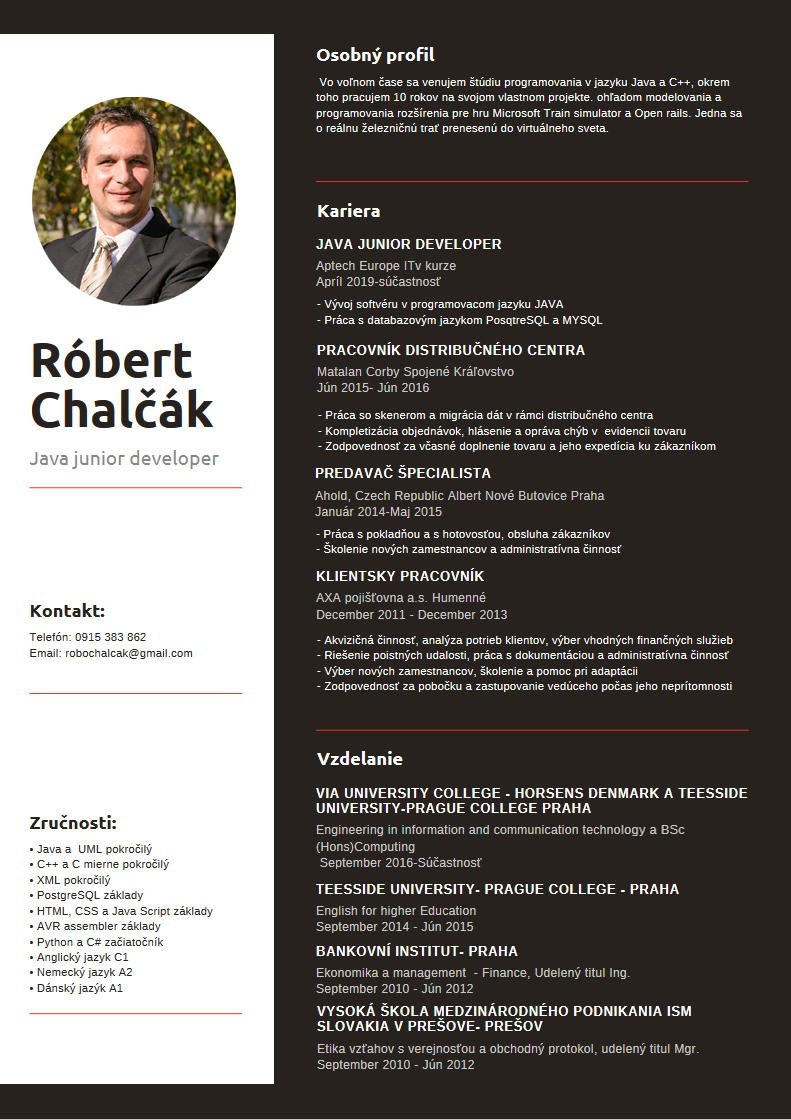 Róbert
Chalčák
Java junior developer
Kontakt:
Telefón: 0915 383 862
Email: robochalcak@gmail.com
Zručnosti:
• Java a  UML pokročilý
• C++ a C mierne pokročilý
• XML pokročilý
• PostgreSQL základy
• HTML, CSS a Java Script základy
• AVR assembler základy
• Python a C# začiatočník
• Anglický jazyk C1
• Nemecký jazyk A2
• Dánský jazýk A1
Osobný profil
Vo voľnom čase sa venujem štúdiu programovania v jazyku Java a C++, okrem
toho pracujem 10 rokov na svojom vlastnom projekte. ohľadom modelovania a
programovania rozšírenia pre hru Microsoft Train simulator a Open rails. Jedna sa
o reálnu železničnú trať prenesenú do virtuálneho sveta.
Kariera
JAVA JUNIOR DEVELOPER
Aptech Europe ITv kurze
Apríl 2019-súčastnosť
- Vývoj softvéru v programovacom jazyku JAVA
- Práca s databazovým jazykom PosqtreSQL a MYSQL
PRACOVNÍK DISTRIBUČNÉHO CENTRA
Matalan Corby Spojené Kráľovstvo
Jún 2015- Jún 2016
- Práca so skenerom a migrácia dát v rámci distribučného centra
- Kompletizácia objednávok, hlásenie a opráva chýb v  evidencii tovaru
- Zodpovednosť za včasné doplnenie tovaru a jeho expedícia ku zákazníkom
PREDAVAČ ŠPECIALISTA
Ahold, Czech Republic Albert Nové Butovice Praha
Január 2014-Maj 2015
- Práca s pokladňou a s hotovosťou, obsluha zákazníkov
- Školenie nových zamestnancov a administratívna činnosť
KLIENTSKY PRACOVNÍK
AXA pojišťovna a.s. Humenné
December 2011 - December 2013
- Akvizičná činnosť, analýza potrieb klientov, výber vhodných finančných služieb
- Riešenie poistných udalosti, práca s dokumentáciou a administratívna činnosť
- Výber nových zamestnancov, školenie a pomoc pri adaptácii
- Zodpovednosť za pobočku a zastupovanie vedúceho počas jeho neprítomnosti
Vzdelanie
VIA UNIVERSITY COLLEGE - HORSENS DENMARK A TEESSIDE
UNIVERSITY-PRAGUE COLLEGE PRAHA
Engineering in information and communication technology a BSc
(Hons)Computing
September 2016-Súčastnosť
TEESSIDE UNIVERSITY- PRAGUE COLLEGE - PRAHA
English for higher Education
September 2014 - Jún 2015
BANKOVNÍ INSTITUT- PRAHA
Ekonomika a management  - Finance, Udelený titul Ing.
September 2010 - Jún 2012
VYSOKÁ ŠKOLA MEDZINÁRODNÉHO PODNIKANIA ISM
SLOVAKIA V PREŠOVE- PREŠOV
Etika vzťahov s verejnosťou a obchodný protokol, udelený titul Mgr.
September 2010 - Jún 2012